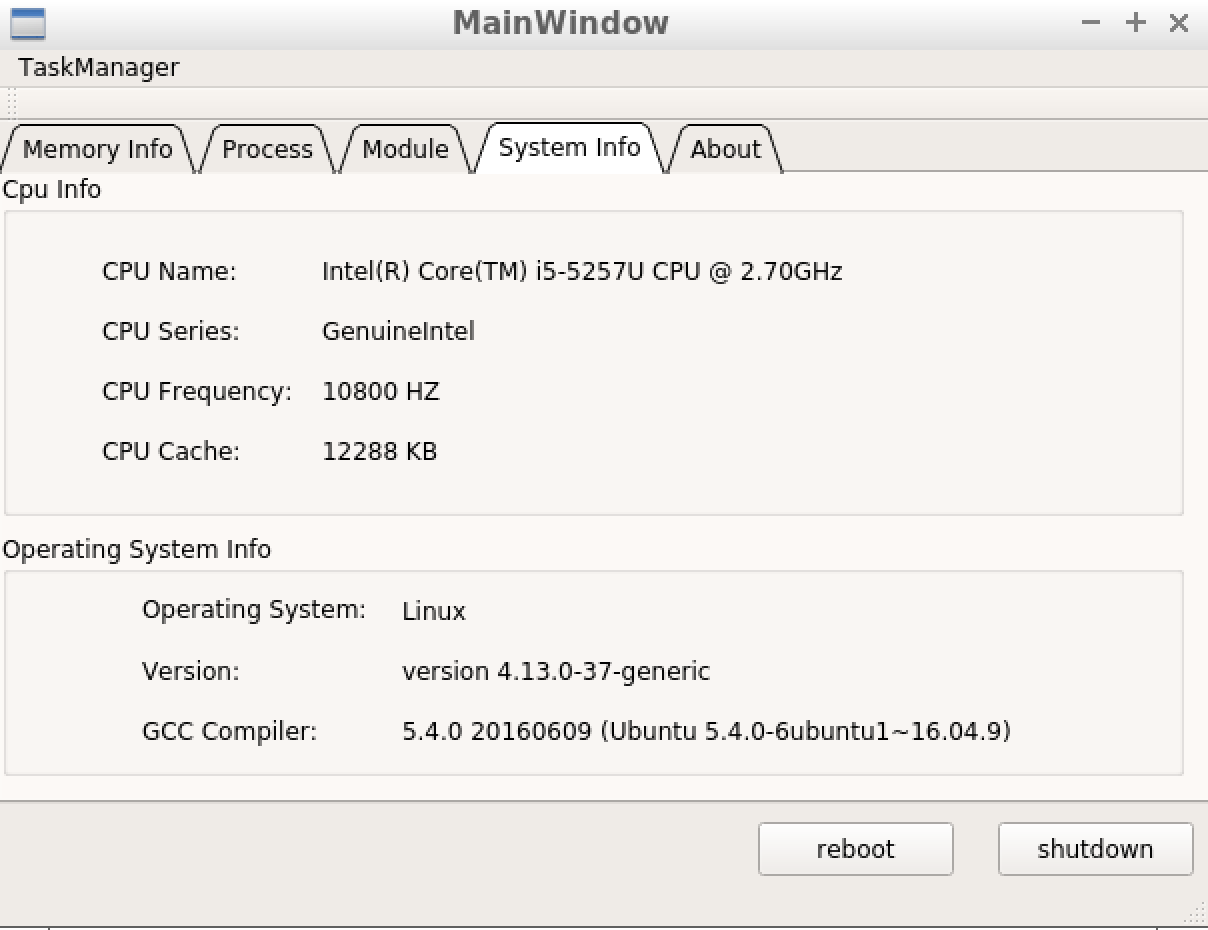 MainWindow
TaskManager
Memory Info Process Module System Info About
Cpu Info
CPU Name: Intel(R) Core(TM) i5-5257U CPU @ 2.70GHz
CPU Series: GenuineIntel
CPU Frequency: 10800 HZ
CPU Cache: 12288 KB
Operating System Info
Operating System: Linux
Version: version 4.13.0-37-generic
GCC Compiler: 5.4.0 20160609 (Ubuntu 5.4.0-6ubuntu1~16.04.9)
reboot shutdown